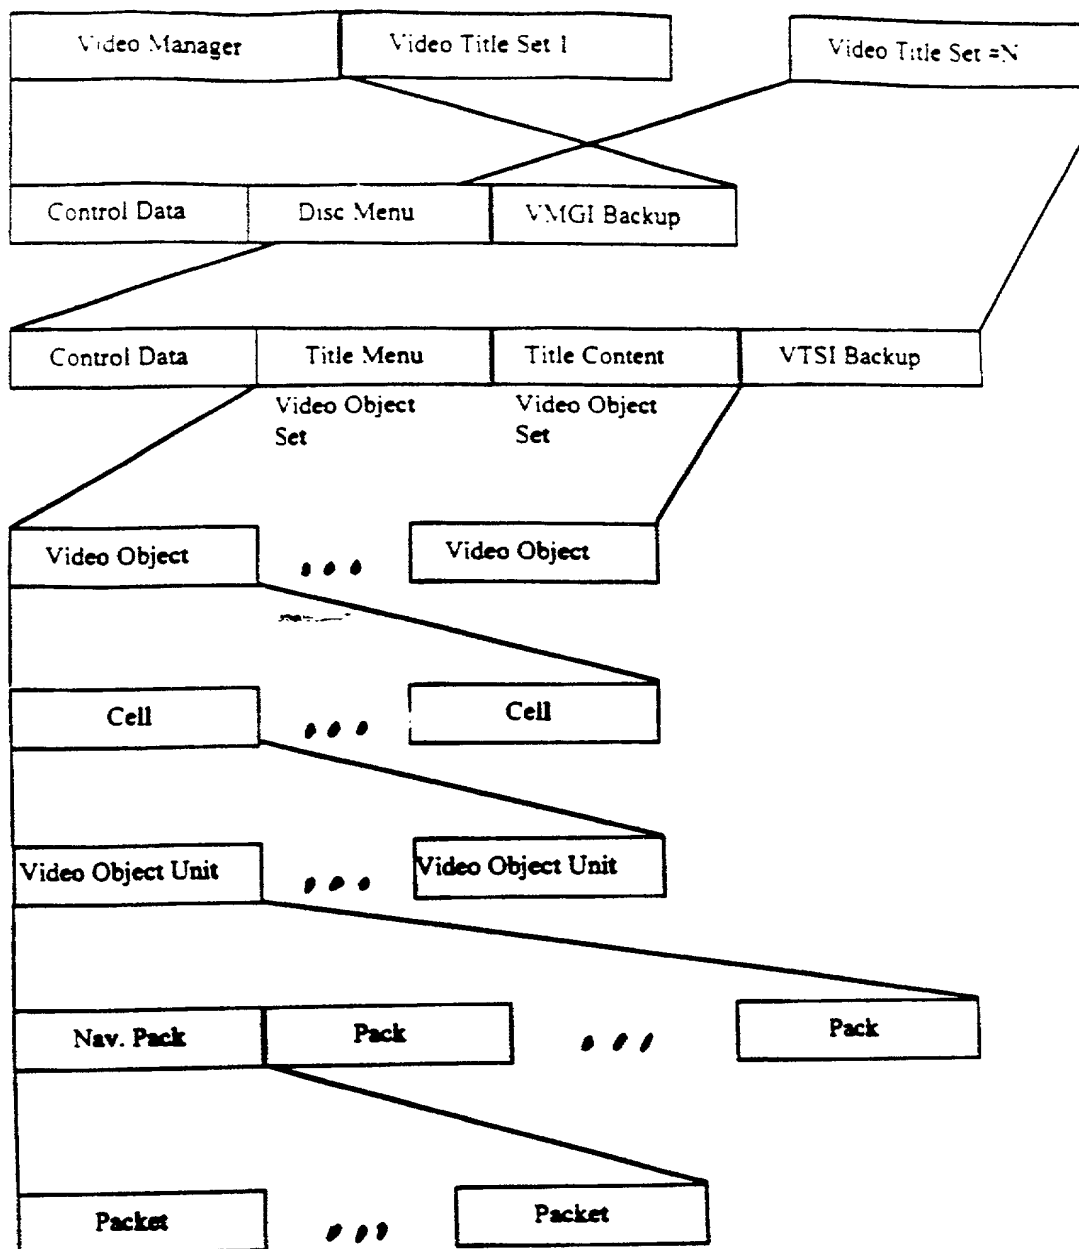 Video Manager
Video Title Set 1
Video Title Set =N
Control Data
Disc Menu
VMGI Backup
Control Data
Title Menu
Title Content
VTSI Backup
Video Object
Set
Video Object
Set
Video Object
Video Object
Cell
Cell
Video Object Unit
Video Object Unit
Nav. Pack
Pack
Pack
Packet
Packet